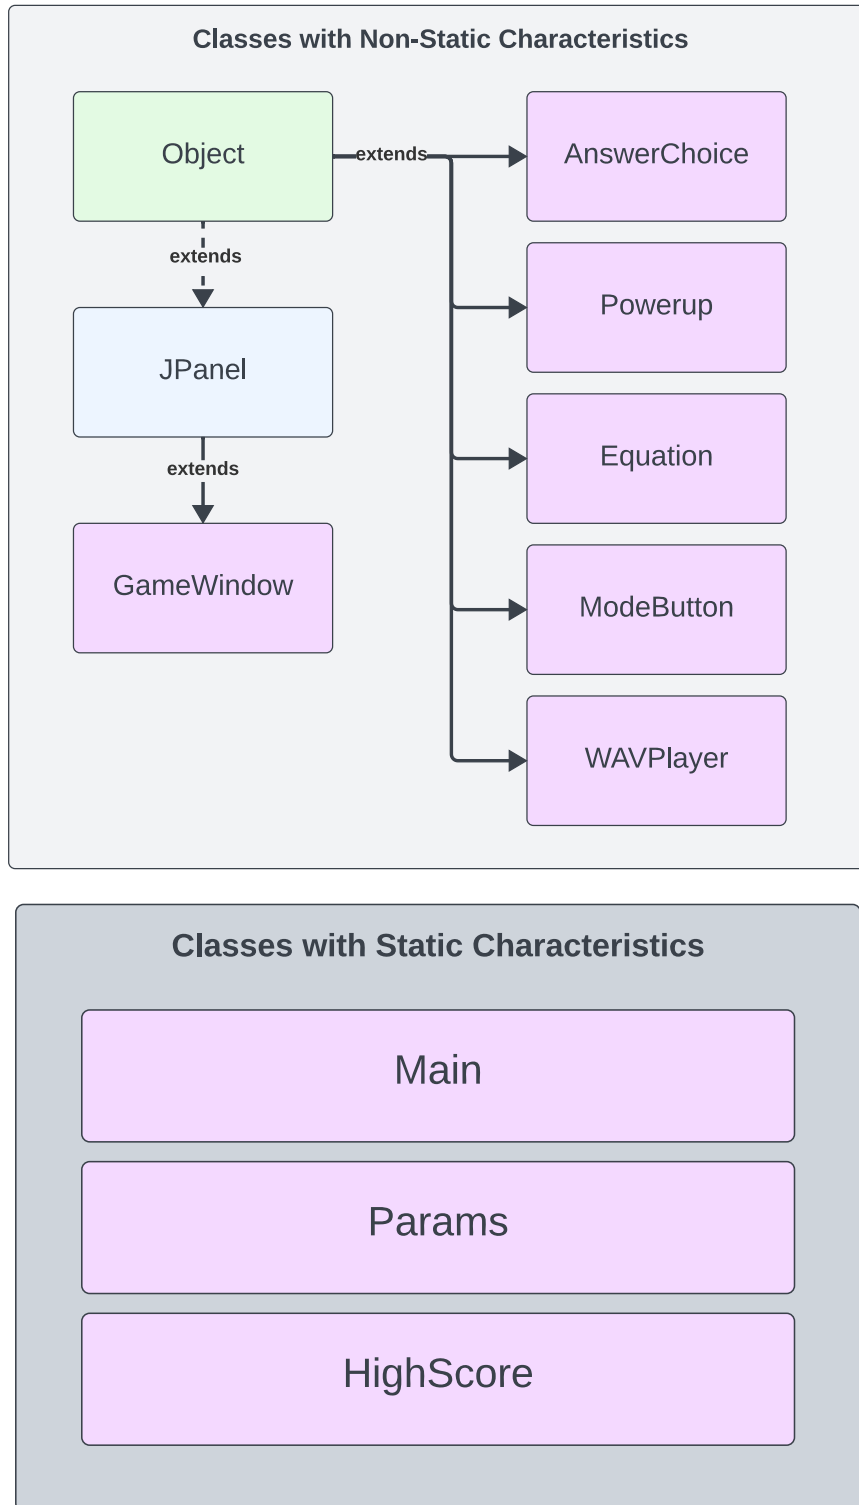 Classes with Non-Static Characteristics
Object
extends
AnswerChoice
extends
Powerup
JPanel
Equation
extends
GameWindow
ModeButton
WAVPlayer
Classes with Static Characteristics
Main
Params
HighScore